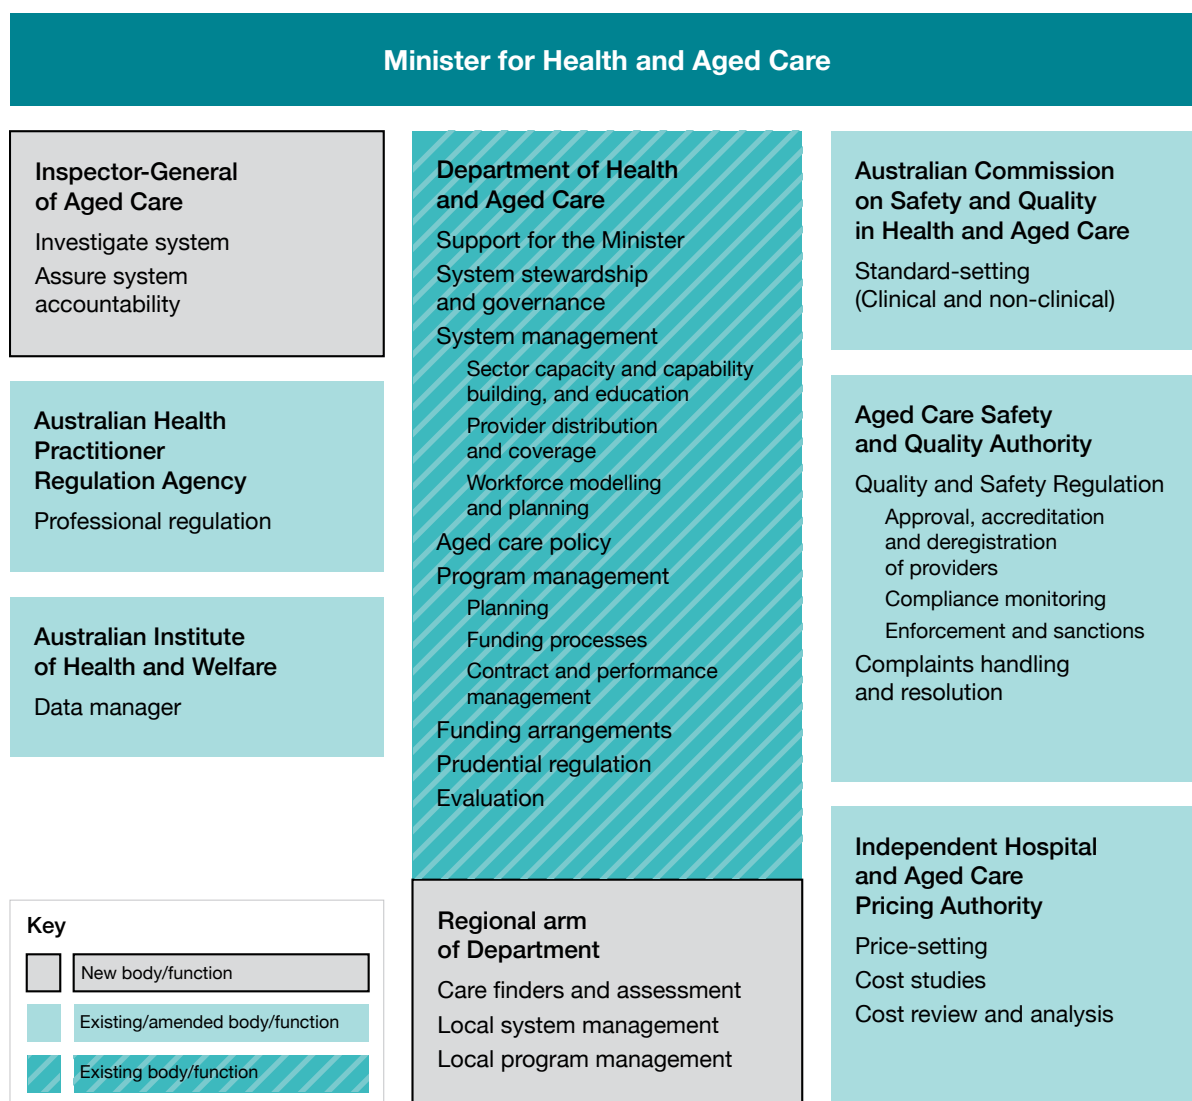 Minister for Health and Aged Care
Inspector-General
of Aged Care
Investigate system
Assure system
accountability
Australian Health
Practitioner
Regulation Agency
Professional regulation
Australian Institute
of Health and Welfare
Data manager
Department of Health
and Aged Care
Support for the Minister
System stewardship
and governance
System management
Sector capacity and capability
building, and education
Provider distribution
and coverage
Workforce modelling
and planning
Aged care policy
Program management
Planning
Funding processes
Contract and performance
management
Funding arrangements
Prudential regulation
Evaluation
Regional arm
of Department
Care finders and assessment
Local system management
Local program management
Australian Commission
on Safety and Quality
in Health and Aged Care
Standard-setting
(Clinical and non-clinical)
Aged Care Safety
and Quality Authority
Quality and Safety Regulation
Approval, accreditation
and deregistration
of providers
Compliance monitoring
Enforcement and sanctions
Complaints handling
and resolution
Independent Hospital
and Aged Care
Pricing Authority
Price-setting
Cost studies
Cost review and analysis
Key
New body/function
Existing/amended body/function
Existing body/function